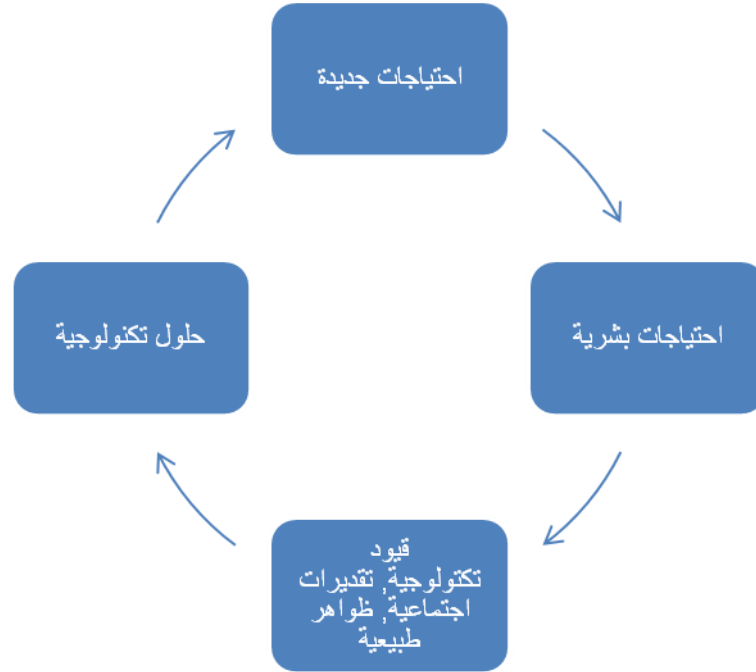 احتياجات جديدة
احتياجات بشرية
قيود
تكتولوجية, تقديرات
اجتماعية, ظواهر
طبيعية
حلول تكنولوجية